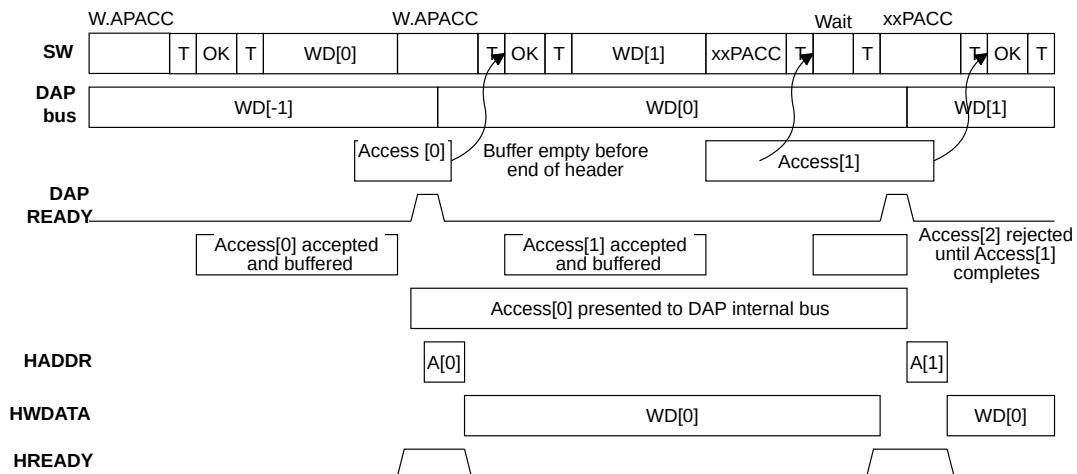 W.APACC W.APACC Wait xxPACC
SW T OK T WD[0] T OK T WD[1] xxPACC T T T OK T
DAP
bus
WD[-1] WD[0] WD[1]
Access [0]
Buffer empty before
end of header
Access[1]
DAP
READY
Access[0] accepted
and buffered
Access[1] accepted
and buffered
Access[2] rejected
until Access[1]
completes
Access[0] presented to DAP internal bus
HADDR A[0] A[1]
HWDATA WD[0] WD[0]
HREADY